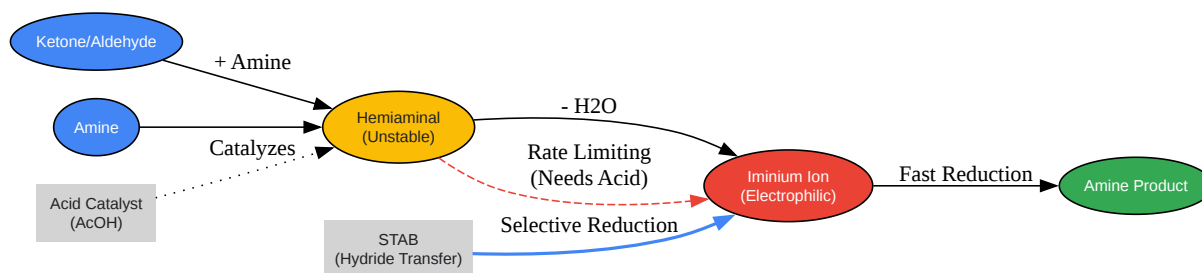 Ketone/Aldehyde
+ Amine
Amine
Catalyzes
Acid Catalyst
(AcOH)
Hemiaminal
(Unstable)
- H2O
Rate Limiting
(Needs Acid)
Selective Reduction
STAB
(Hydride Transfer)
Iminium Ion
(Electrophilic)
Fast Reduction
Amine Product